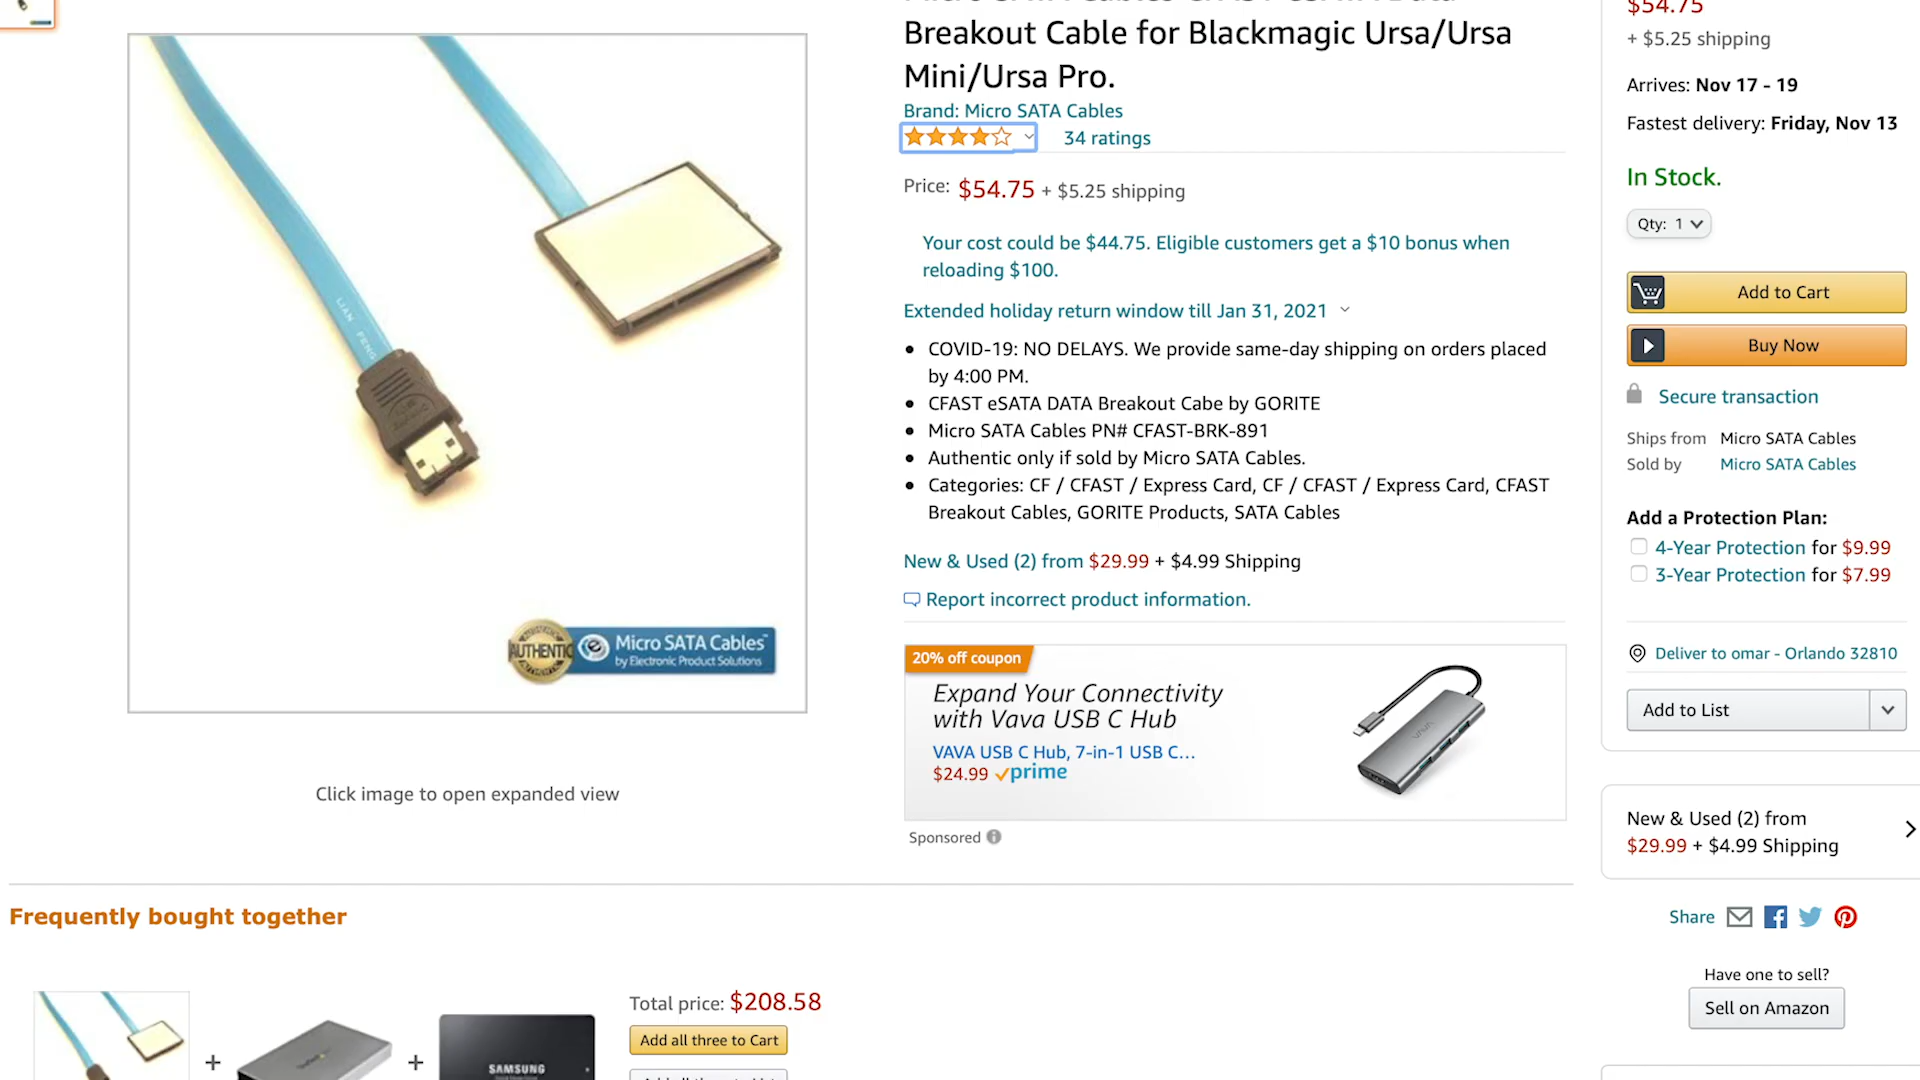 Breakout Cable for Blackmagic Ursa/Ursa
Mini/Ursa Pro.
Brand: Micro SATA Cables
34 ratings
Price: $54.75 + $5.25 shipping
Your cost could be $44.75. Eligible customers get a $10 bonus when
reloading $100.
Extended holiday return window till Jan 31, 2021
COVID-19: NO DELAYS. We provide same-day shipping on orders placed
by 4:00 PM.
CFAST eSATA DATA Breakout Cabe by GORITE
Micro SATA Cables PN# CFAST-BRK-891
Authentic only if sold by Micro SATA Cables.
Categories: CF / CFAST / Express Card, CF / CFAST / Express Card, CFAST
Breakout Cables, GORITE Products, SATA Cables
New & Used (2) from $29.99 + $4.99 Shipping
Report incorrect product information.
20% off coupon
Expand Your Connectivity
with Vava USB C Hub
VAVA USB C Hub, 7-in-1 USB C...
$24.99 prime
VAVA
Sponsored
LIAN FENG
AUTHENTIC
Micro SATA Cables™
by Electronic Product Solutions
Click image to open expanded view
$54.75
+ $5.25 shipping
Arrives: Nov 17 - 19
Fastest delivery: Friday, Nov 13
In Stock.
Qty: 1
Add to Cart
Buy Now
Secure transaction
Ships from Micro SATA Cables
Sold by Micro SATA Cables
Add a Protection Plan:
4-Year Protection for $9.99
3-Year Protection for $7.99
Deliver to omar - Orlando 32810
Add to List
New & Used (2) from
$29.99 + $4.99 Shipping
Share
Have one to sell?
Sell on Amazon
Frequently bought together
+
+
SAMSUNG
Total price: $208.58
Add all three to Cart